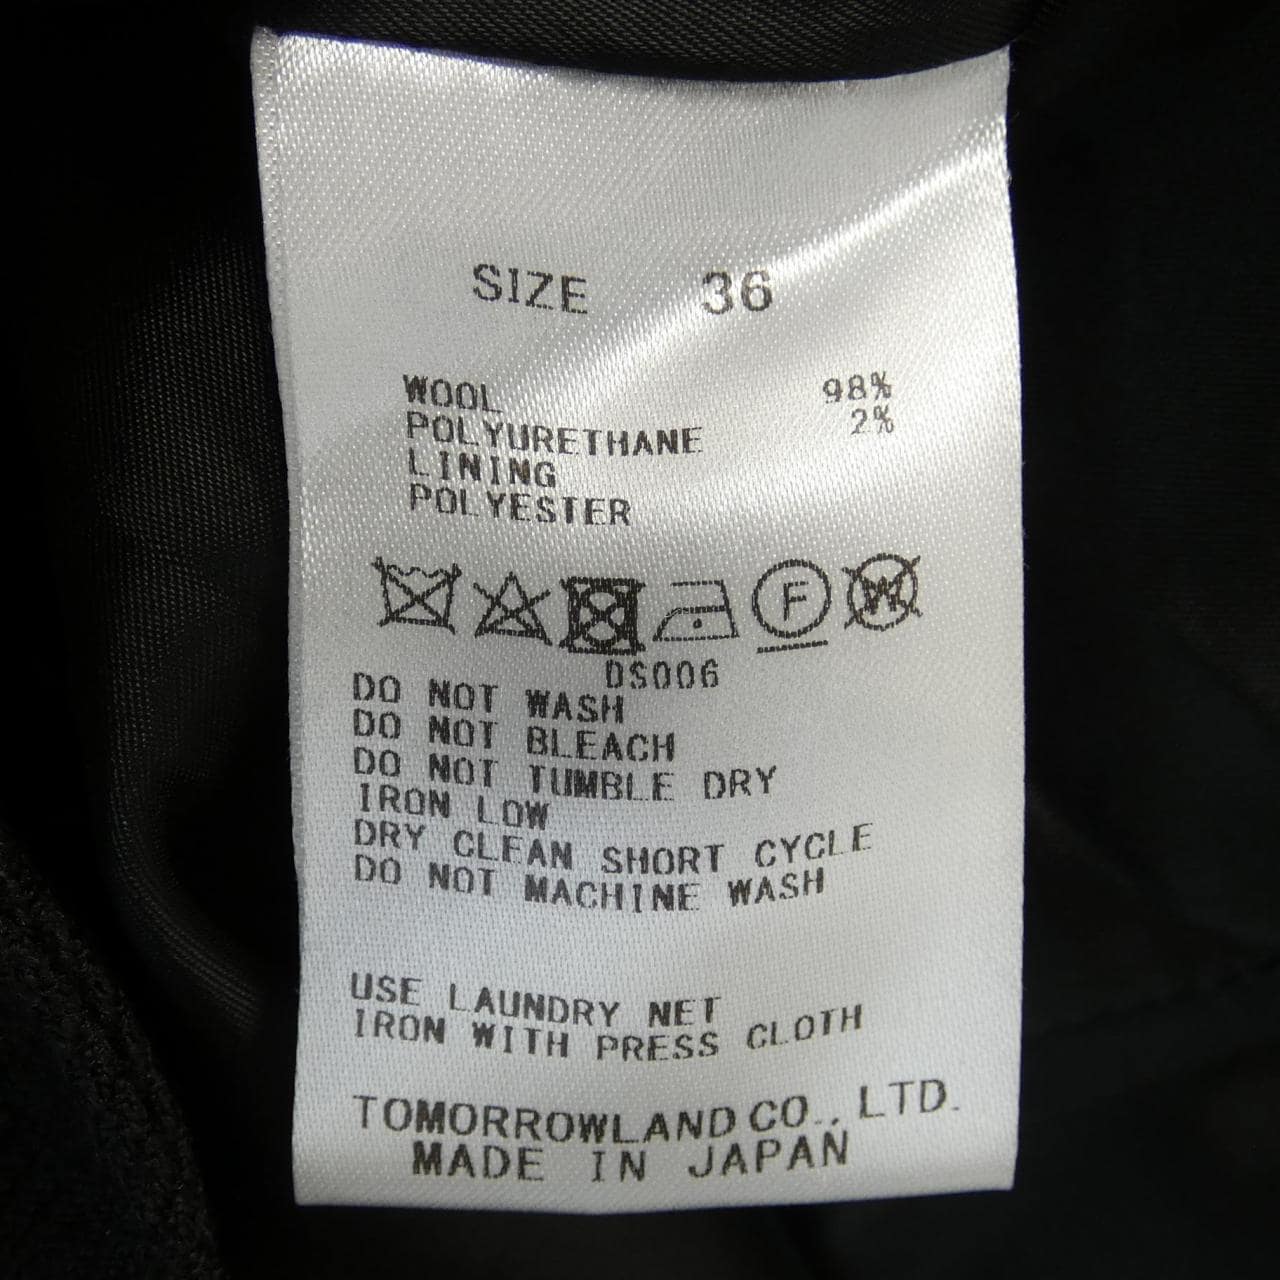 SIZE 36
WOOL 98%
POLYURETHANE 2%
LINING
POLYESTER
F W
DS006
DO NOT WASH
DO NOT BLEACH
DO NOT TUMBLE DRY
IRON LOW
DRY CLEAN SHORT CYCLE
DO NOT MACHINE WASH
USE LAUNDRY NET
IRON WITH PRESS CLOTH
TOMORROWLAND CO., LTD.
MADE IN JAPAN